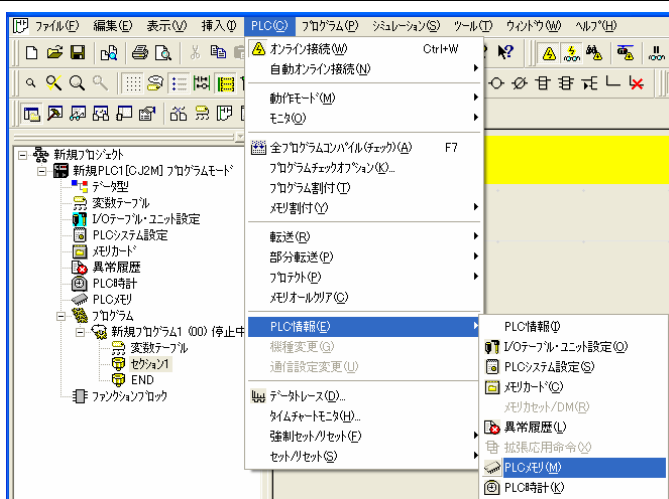 ファイル(F) 編集(E) 表示(V) 挿入(I) PLC(C) プログラム(P) シミュレーション(S) ツール(T) ウィンドウ(W) ヘルプ(H)
オンライン接続(W) Ctrl+W
自動オンライン接続(N)
動作モード(M)
モニタ(O)
全プログラムコンパイル(チェック)(A) F7
プログラムチェックオプション(K)...
プログラム割付(T)
メモリ割付(Y)
転送(R)
部分転送(P)
プロテクト(P)
メモリオールクリア(C)
PLC情報(E)
機種変更(G)
通信設定変更(U)
データトレース(D)...
タイムチャートモニタ(H)...
強制セット/リセット(F)
セット/リセット(S)
新規プロジェクト
新規PLC1[CJ2M] プログラムモード
データ型
変数テーブル
I/Oテーブル・ユニット設定
PLCシステム設定
メモリカード
異常履歴
PLC時計
PLCメモリ
プログラム
新規プログラム1 (00) 停止中
変数テーブル
セクション1
END
ファンクションブロック
PLC情報(I)
I/Oテーブル・ユニット設定(O)
PLCシステム設定(S)
メモリカード(C)
メモリカセット/DM(R)
異常履歴(L)
拡張応用命令(X)
PLCメモリ(M)
PLC時計(K)